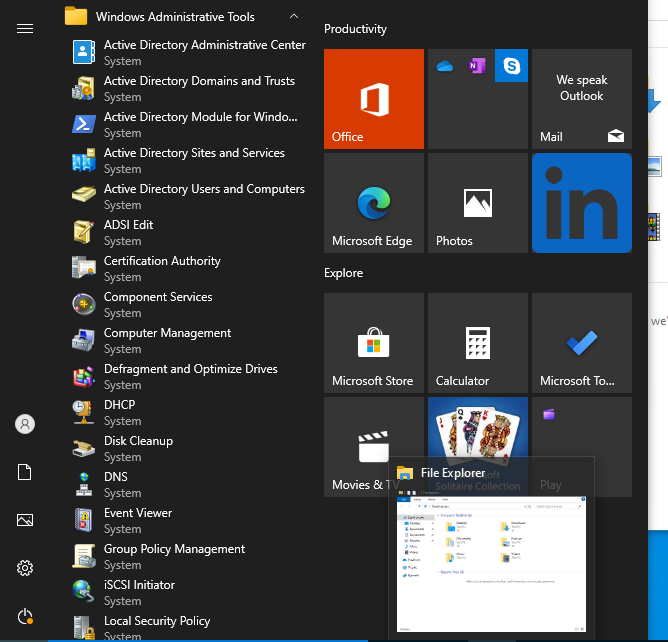 Windows Administrative Tools
Active Directory Administrative Center
System
Active Directory Domains and Trusts
System
Active Directory Module for Windo...
System
Active Directory Sites and Services
System
Active Directory Users and Computers
System
ADSI Edit
System
Certification Authority
System
Component Services
System
Computer Management
System
Defragment and Optimize Drives
System
DHCP
System
Disk Cleanup
System
DNS
System
Event Viewer
System
Group Policy Management
System
iSCSI Initiator
System
Local Security Policy
System
Productivity
Office
We speak
Outlook
Mail
Microsoft Edge
Photos
in
Explore
Microsoft Store
Calculator
Microsoft To...
Movies & TV
Solitaire Collection
Play
File Explorer
we'